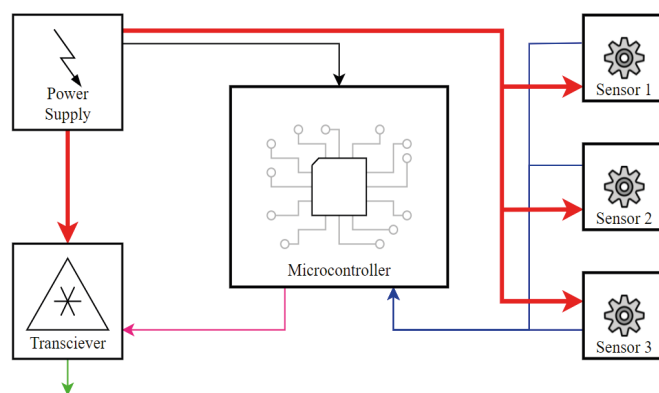 Power
Supply
Sensor 1
Microcontroller
Sensor 2
Transciever
Sensor 3